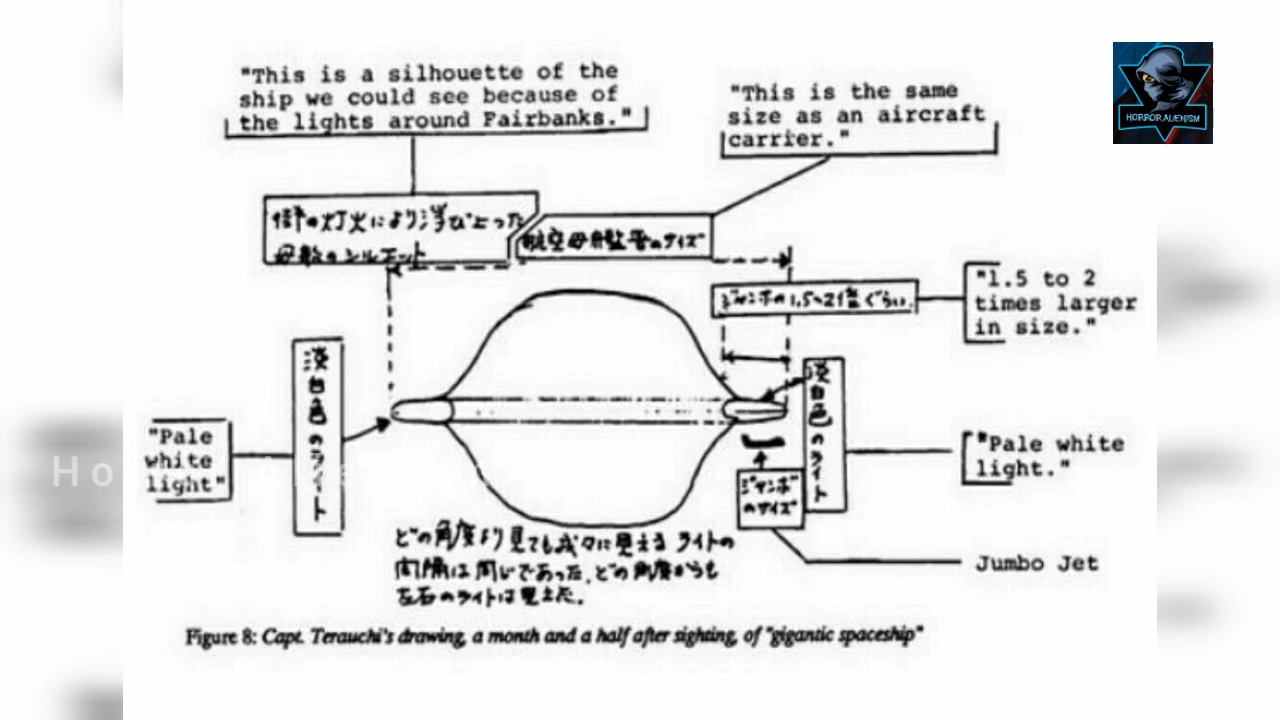 "This is a silhouette of the
ship we could see because of
the lights around Fairbanks."
"This is the same
size as an aircraft
carrier."
HORROR.ALIENISM
の灯火により浮び上った
母船のシルエット
航空母艦のサイズ
ジャンボの1.5〜2倍ぐらい
"1.5 to 2
times larger
in size."
淡白色のライト
淡白色のライト
"Pale
white
light"
"Pale white
light."
ジャンボ
のサイズ
Jumbo Jet
どの角度より見ても我々に見える ライトの
間隔は同じであった。どの角度からも
左右のライトは見えた。
Figure 8: Capt. Terauchi's drawing, a month and a half after sighting, of "gigantic spaceship"
Ho